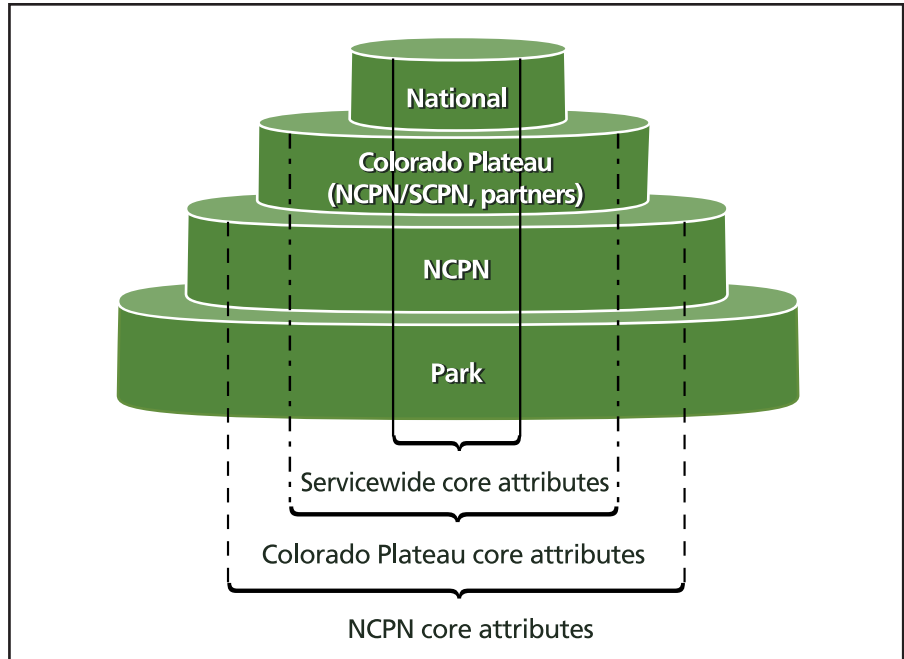 National
Colorado Plateau
(NCPN/SCPN, partners)
NCPN
Park
Servicewide core attributes
Colorado Plateau core attributes
NCPN core attributes